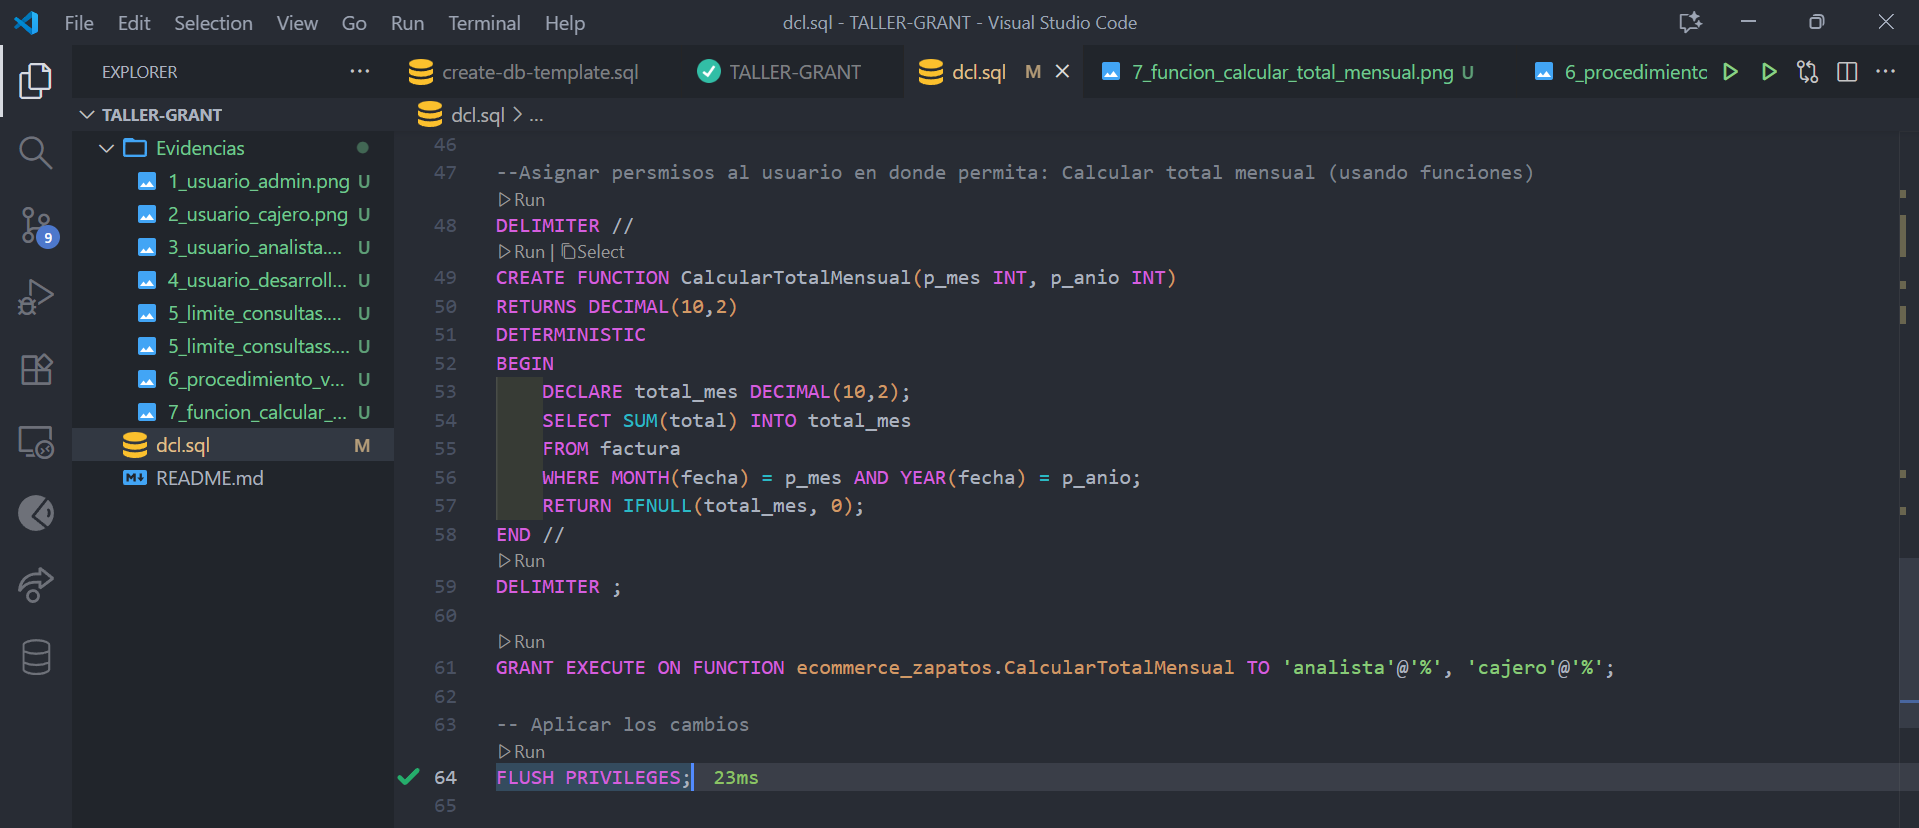 File Edit Selection View Go Run Terminal Help
dcl.sql - TALLER-GRANT - Visual Studio Code
EXPLORER
create-db-template.sql
TALLER-GRANT
dcl.sql M
7_funcion_calcular_total_mensual.png U
6_procedimientc
TALLER-GRANT
Evidencias
1_usuario_admin.png U
2_usuario_cajero.png U
3_usuario_analista.... U
4_usuario_desarroll... U
5_limite_consultas.... U
5_limite_consultass.... U
6_procedimiento_v... U
7_funcion_calcular_... U
dcl.sql M
README.md
9
dcl.sql > ...
46
47 --Asignar persmisos al usuario en donde permita: Calcular total mensual (usando funciones)
Run
48 DELIMITER //
Run | Select
49 CREATE FUNCTION CalcularTotalMensual(p_mes INT, p_anio INT)
50 RETURNS DECIMAL(10,2)
51 DETERMINISTIC
52 BEGIN
53 DECLARE total_mes DECIMAL(10,2);
54 SELECT SUM(total) INTO total_mes
55 FROM factura
56 WHERE MONTH(fecha) = p_mes AND YEAR(fecha) = p_anio;
57 RETURN IFNULL(total_mes, 0);
58 END //
Run
59 DELIMITER ;
60
Run
61 GRANT EXECUTE ON FUNCTION ecommerce_zapatos.CalcularTotalMensual TO 'analista'@'%', 'cajero'@'%';
62
63 -- Aplicar los cambios
Run
64 FLUSH PRIVILEGES; 23ms
65